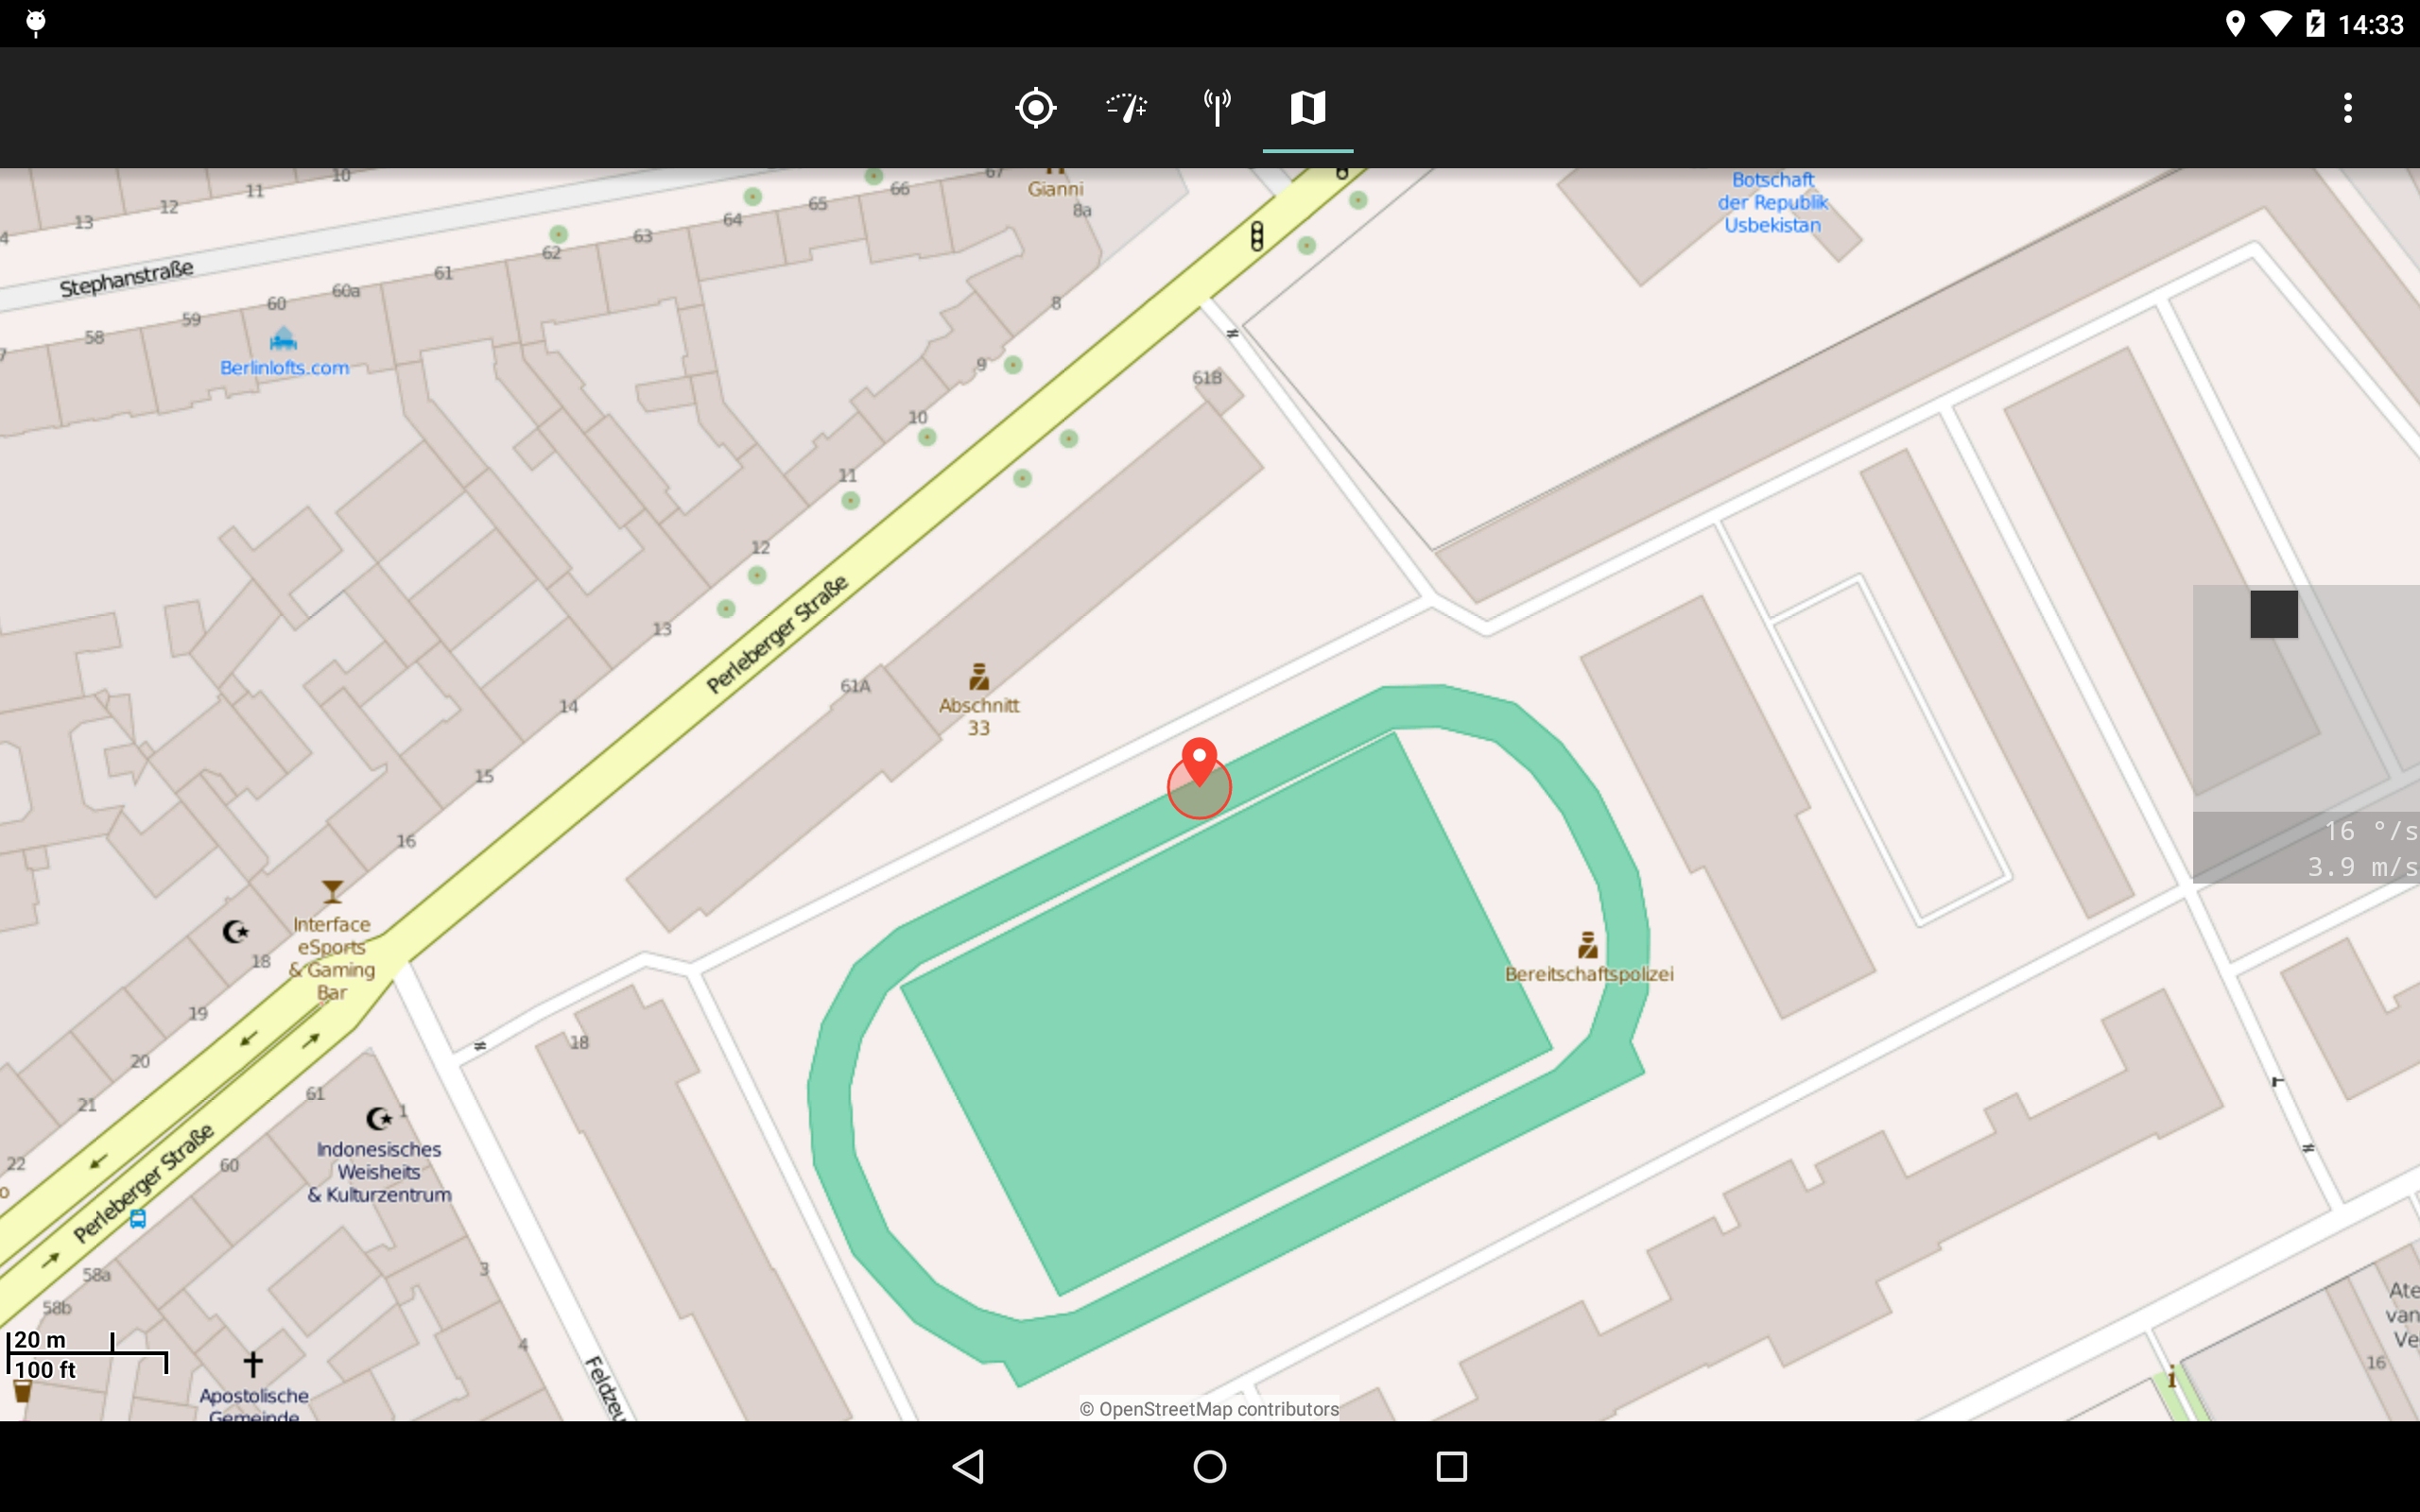 14:33
10
11
12
13
4
67
66
65
64
63
62
61
60a
60
59
58
7
Gianni
8a
8
9
10
11
12
13
14
15
16
Botschaft
der Republik
Usbekistan
Stephanstraße
Berlinlofts.com
61B
Perleberger Straße
61A
Abschnitt
33
16 °/s
3.9 m/s
Interface
eSports
& Gaming
Bar
18
19
20
21
22
Bereitschaftspolizei
18
61
1
Indonesisches
Weisheits
& Kulturzentrum
60
Perleberger Straße
o
58a
58b
3
4
20 m
100 ft
Feldzeu
Apostolische
Gemeinde
Ate
van
Ve
16
i
© OpenStreetMap contributors